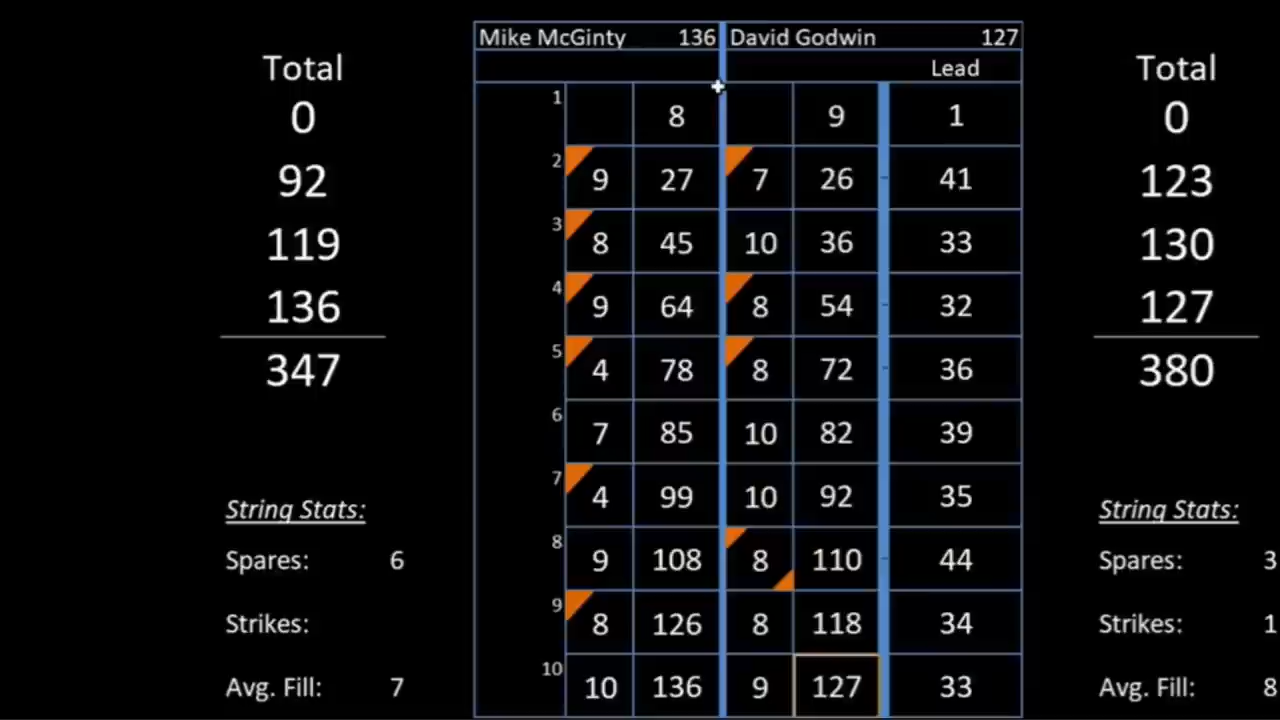 Mike McGinty 136 David Godwin 127
Lead
Total
0
92
119
136
347
String Stats:
Spares: 6
Strikes:
Avg. Fill: 7
1 8 9 1
2 9 27 7 26 41
3 8 45 10 36 33
4 9 64 8 54 32
5 4 78 8 72 36
6 7 85 10 82 39
7 4 99 10 92 35
8 9 108 8 110 44
9 8 126 8 118 34
10 10 136 9 127 33
Total
0
123
130
127
380
String Stats:
Spares: 3
Strikes: 1
Avg. Fill: 8